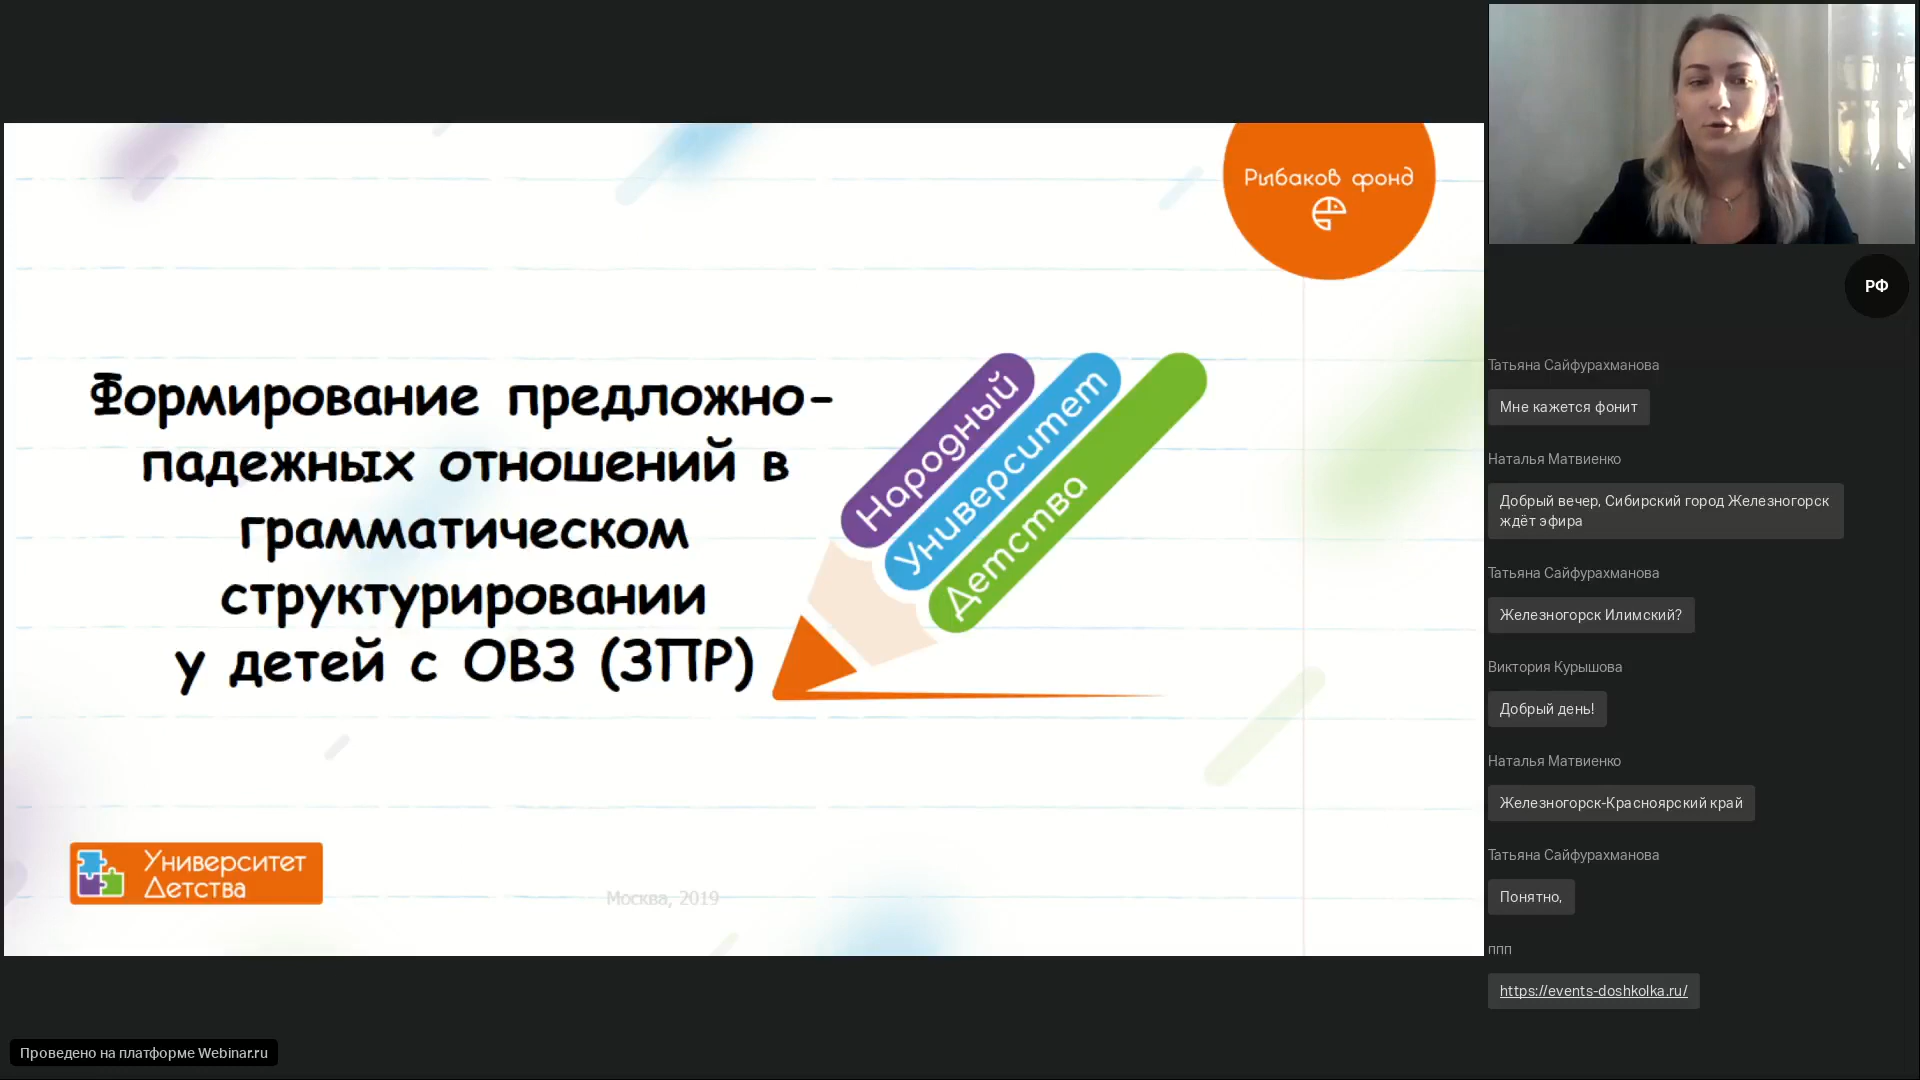 Рыбаков фонд
Формирование предложно-
падежных отношений в
грамматическом
структурировании
у детей с ОВЗ (ЗПР)
Народный
Университет
Детства
Университет
Детства
Москва, 2019
Проведено на платформе Webinar.ru
РФ
Татьяна Сайфурахманова
Мне кажется фонит
Наталья Матвиенко
Добрый вечер, Сибирский город Железногорск
ждёт эфира
Татьяна Сайфурахманова
Железногорск Илимский?
Виктория Курышова
Добрый день!
Наталья Матвиенко
Железногорск-Красноярский край
Татьяна Сайфурахманова
Понятно,
ппп
https://events-doshkolka.ru/